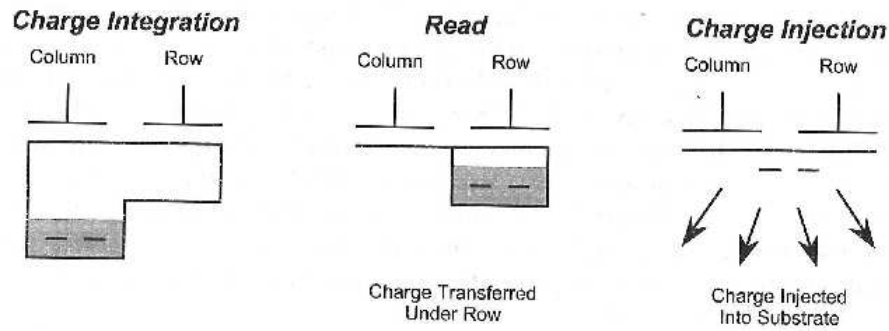 Charge Integration
Column Row
Read
Column Row
Charge Transferred
Under Row
Charge Injection
Column Row
Charge Injected
Into Substrate